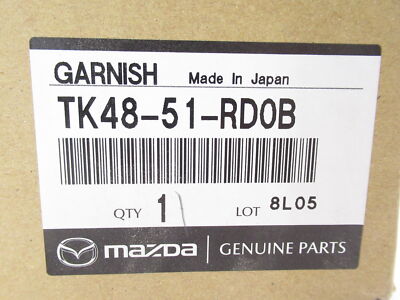 GARNISH Made In Japan
TK48-51-RD0B
QTY 1 LOT 8L05
mazda GENUINE PARTS